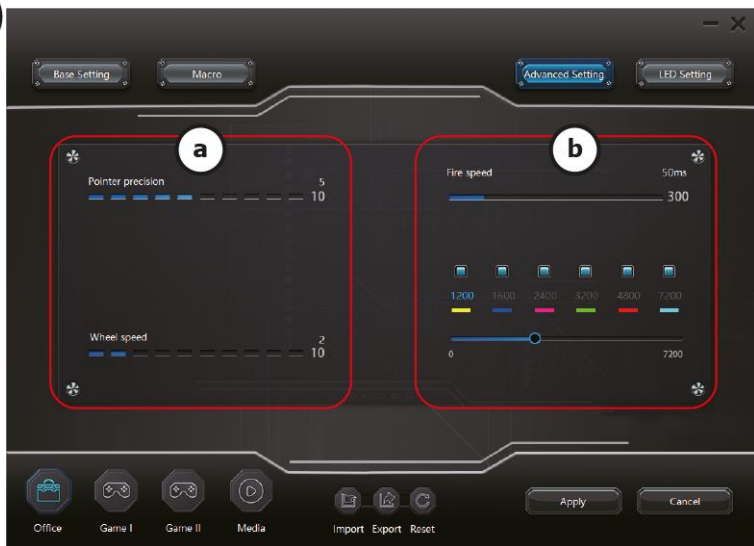 Base Setting
Macro
Advanced Setting
LED Setting
a
Pointer precision
5
10
Wheel speed
2
10
b
Fire speed
50ms
300
1200 1600 2400 3200 4800 7200
0
7200
Office Game I Game II Media
Import Export Reset
Apply
Cancel